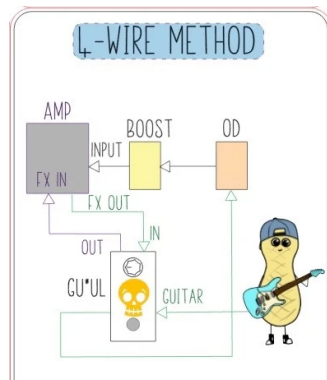 4-WIRE METHOD
AMP
BOOST
OD
INPUT
FX IN
FX OUT
IN
OUT
GU*UL
GUITAR